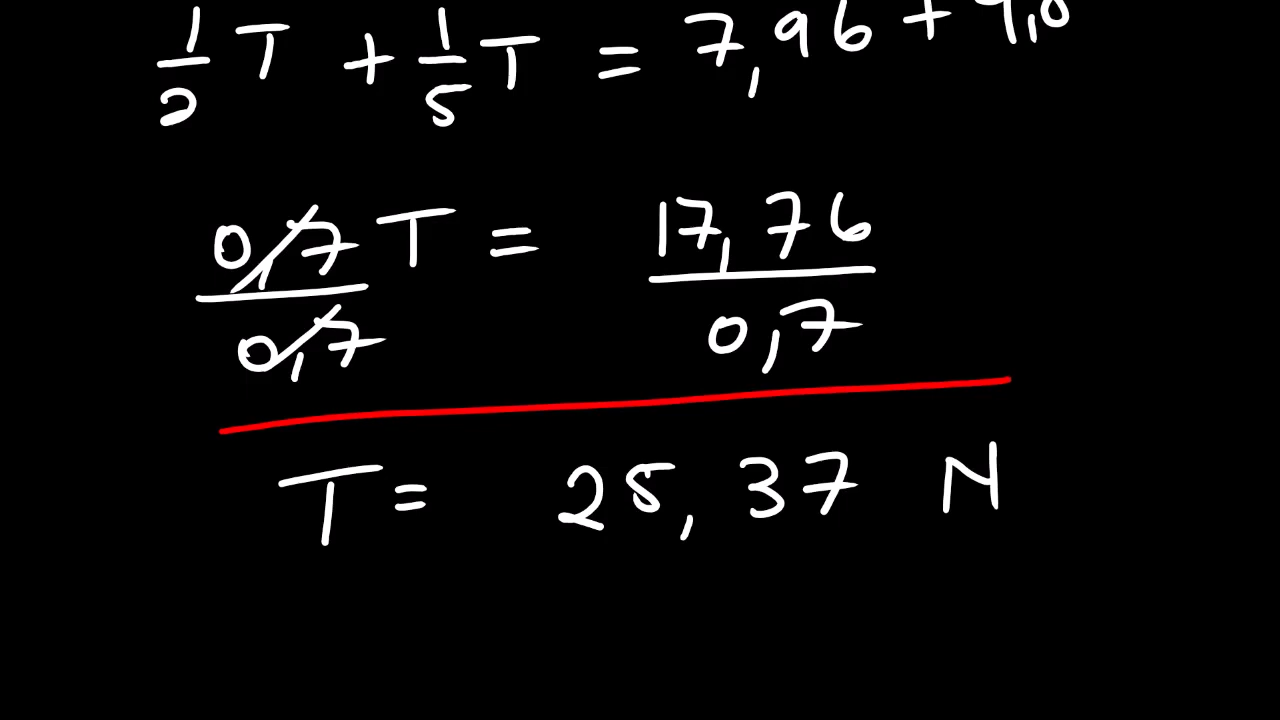 1/2 T + 1/5 T = 7,96 + 9,8
0,7/0,7 T = 17,76/0,7
T = 25,37 N